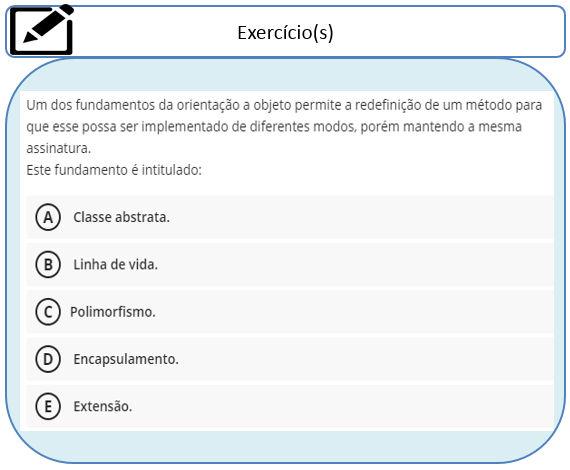 Exercício(s)
Um dos fundamentos da orientação a objeto permite a redefinição de um método para
que esse possa ser implementado de diferentes modos, porém mantendo a mesma
assinatura.
Este fundamento é intitulado:
A Classe abstrata.
B Linha de vida.
C Polimorfismo.
D Encapsulamento.
E Extensão.